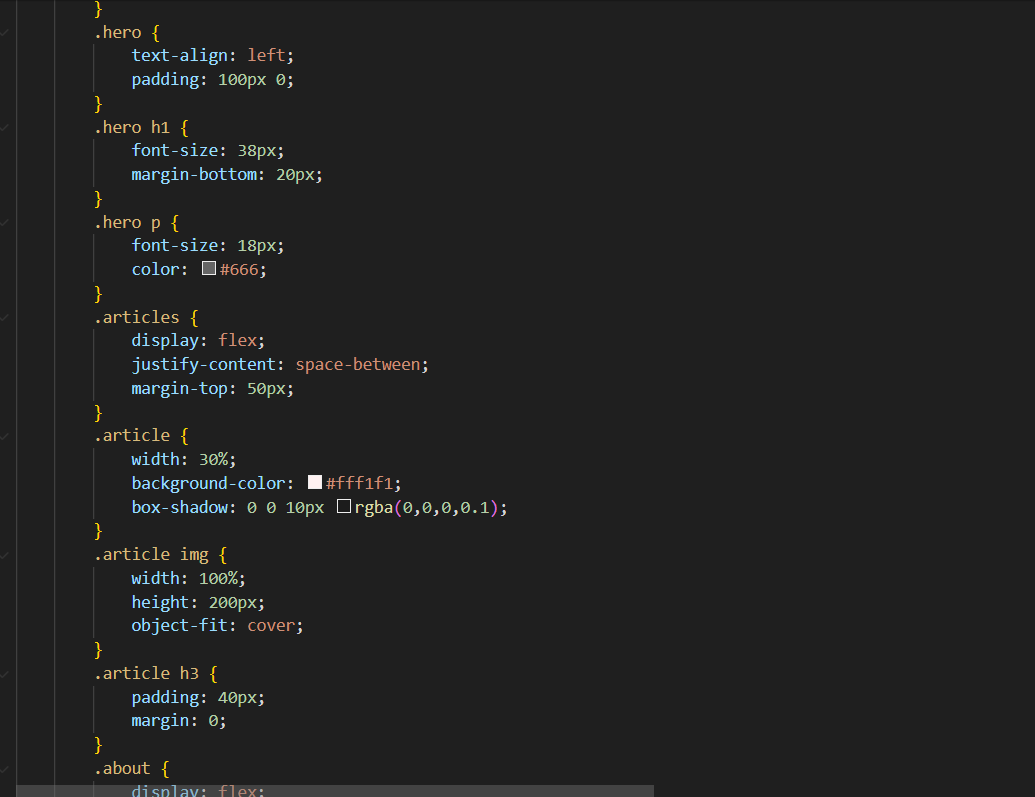 }
.hero {
text-align: left;
padding: 100px 0;
}
.hero h1 {
font-size: 38px;
margin-bottom: 20px;
}
.hero p {
font-size: 18px;
color: #666;
}
.articles {
display: flex;
justify-content: space-between;
margin-top: 50px;
}
.article {
width: 30%;
background-color: #fff1f1;
box-shadow: 0 0 10px rgba(0,0,0,0.1);
}
.article img {
width: 100%;
height: 200px;
object-fit: cover;
}
.article h3 {
padding: 40px;
margin: 0;
}
.about {
display: flex;